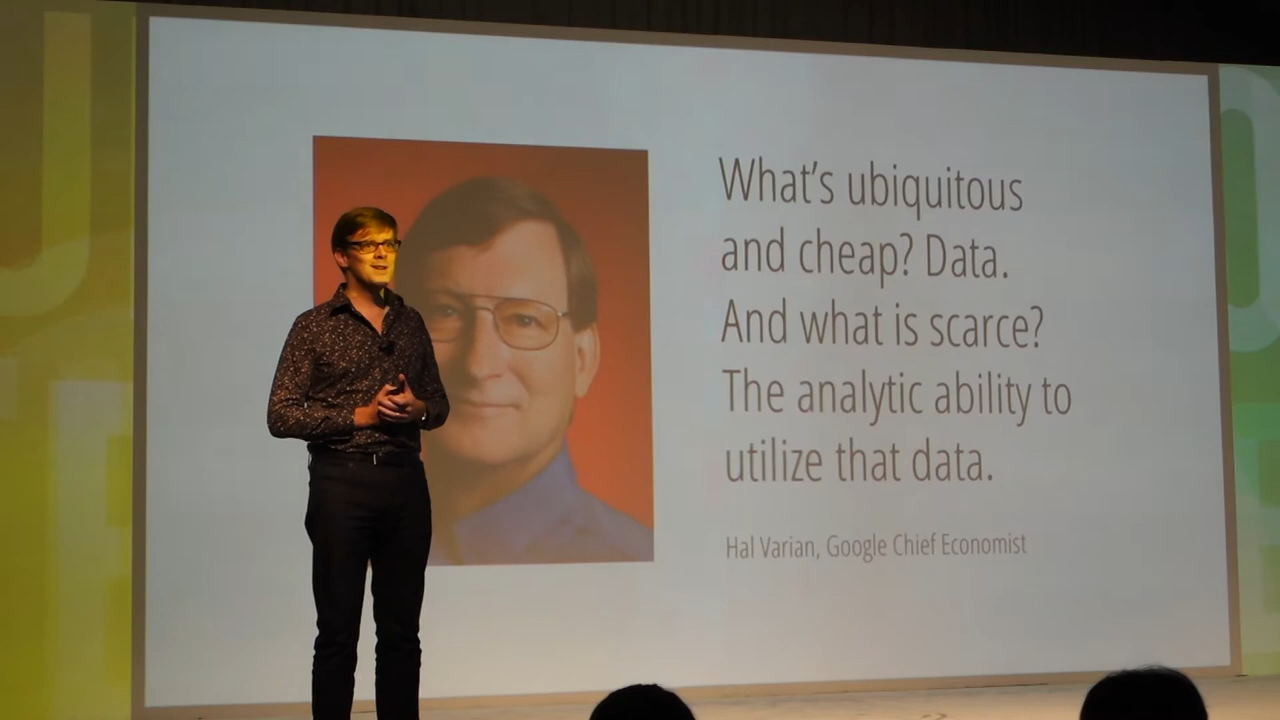 What's ubiquitous
and cheap? Data.
And what is scarce?
The analytic ability to
utilize that data.
Hal Varian, Google Chief Economist